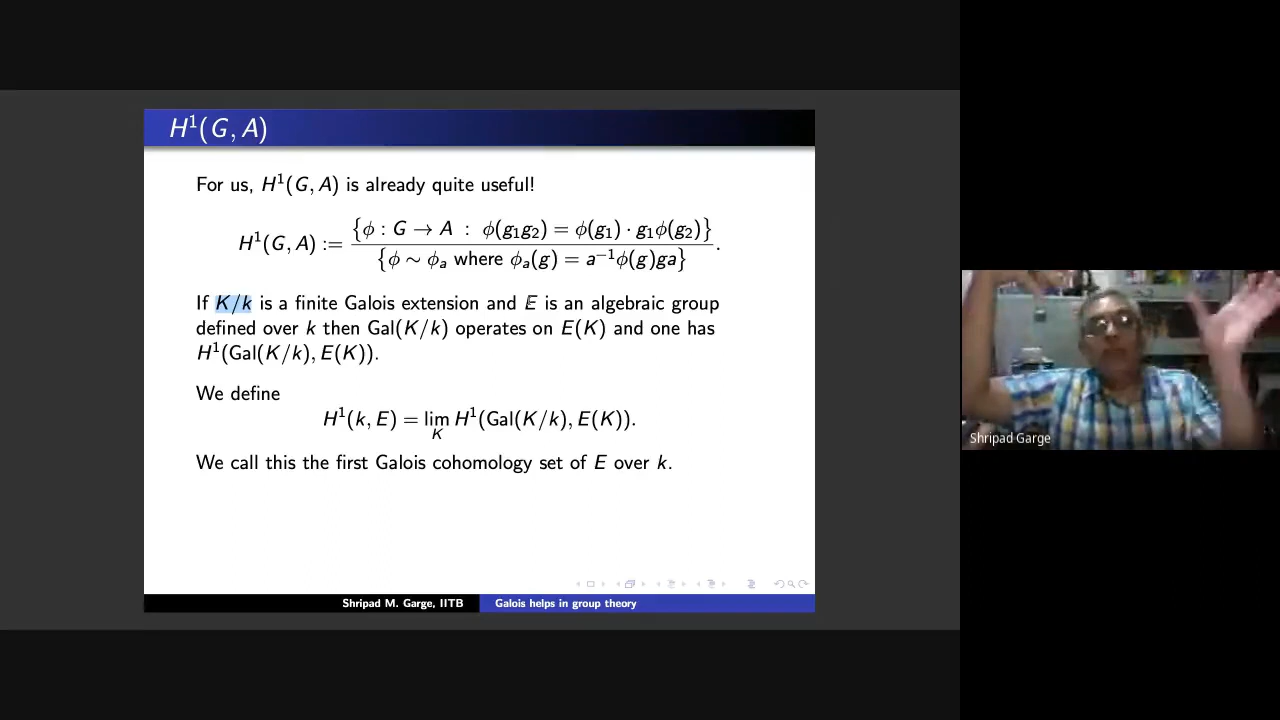 H¹(G, A)
For us, H¹(G, A) is already quite useful!
H¹(G, A) := {ϕ : G → A : ϕ(g₁g₂) = ϕ(g₁) · g₁ϕ(g₂)} / {ϕ ∼ ϕₐ where ϕₐ(g) = a⁻¹ϕ(g)ga} .
If K/k is a finite Galois extension and E is an algebraic group
defined over k then Gal(K/k) operates on E(K) and one has
H¹(Gal(K/k), E(K)).
We define
H¹(k, E) = lim_K H¹(Gal(K/k), E(K)).
We call this the first Galois cohomology set of E over k.
Shripad M. Garge, IITB
Galois helps in group theory
Shripad Garge